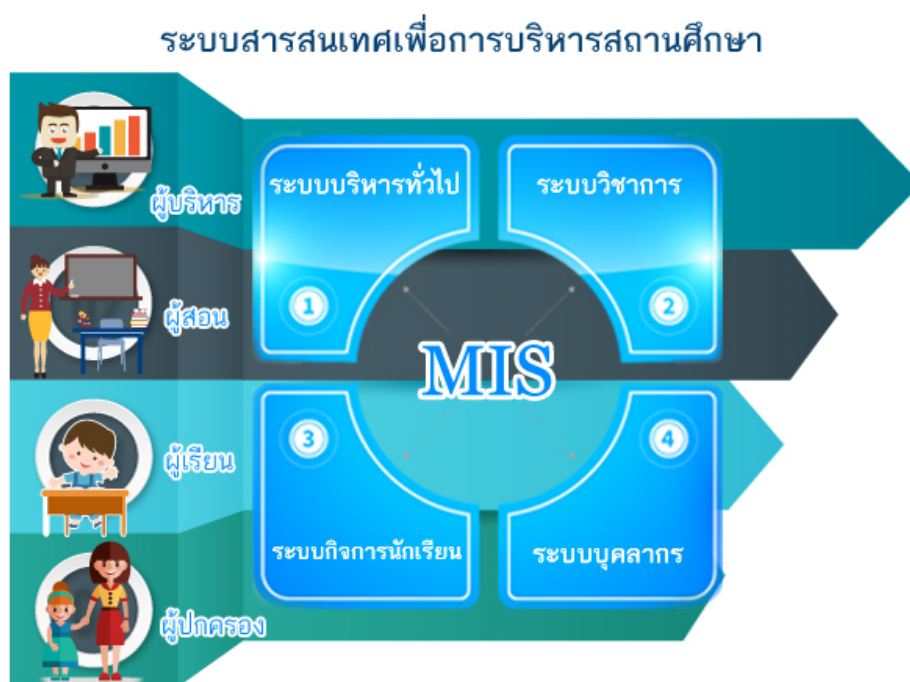 ระบบสารสนเทศเพื่อการบริหารสถานศึกษา
ผู้บริหาร
ผู้สอน
ผู้เรียน
ผู้ปกครอง
ระบบบริหารทั่วไป
1
ระบบวิชาการ
2
MIS
3
ระบบกิจการนักเรียน
4
ระบบบุคลากร